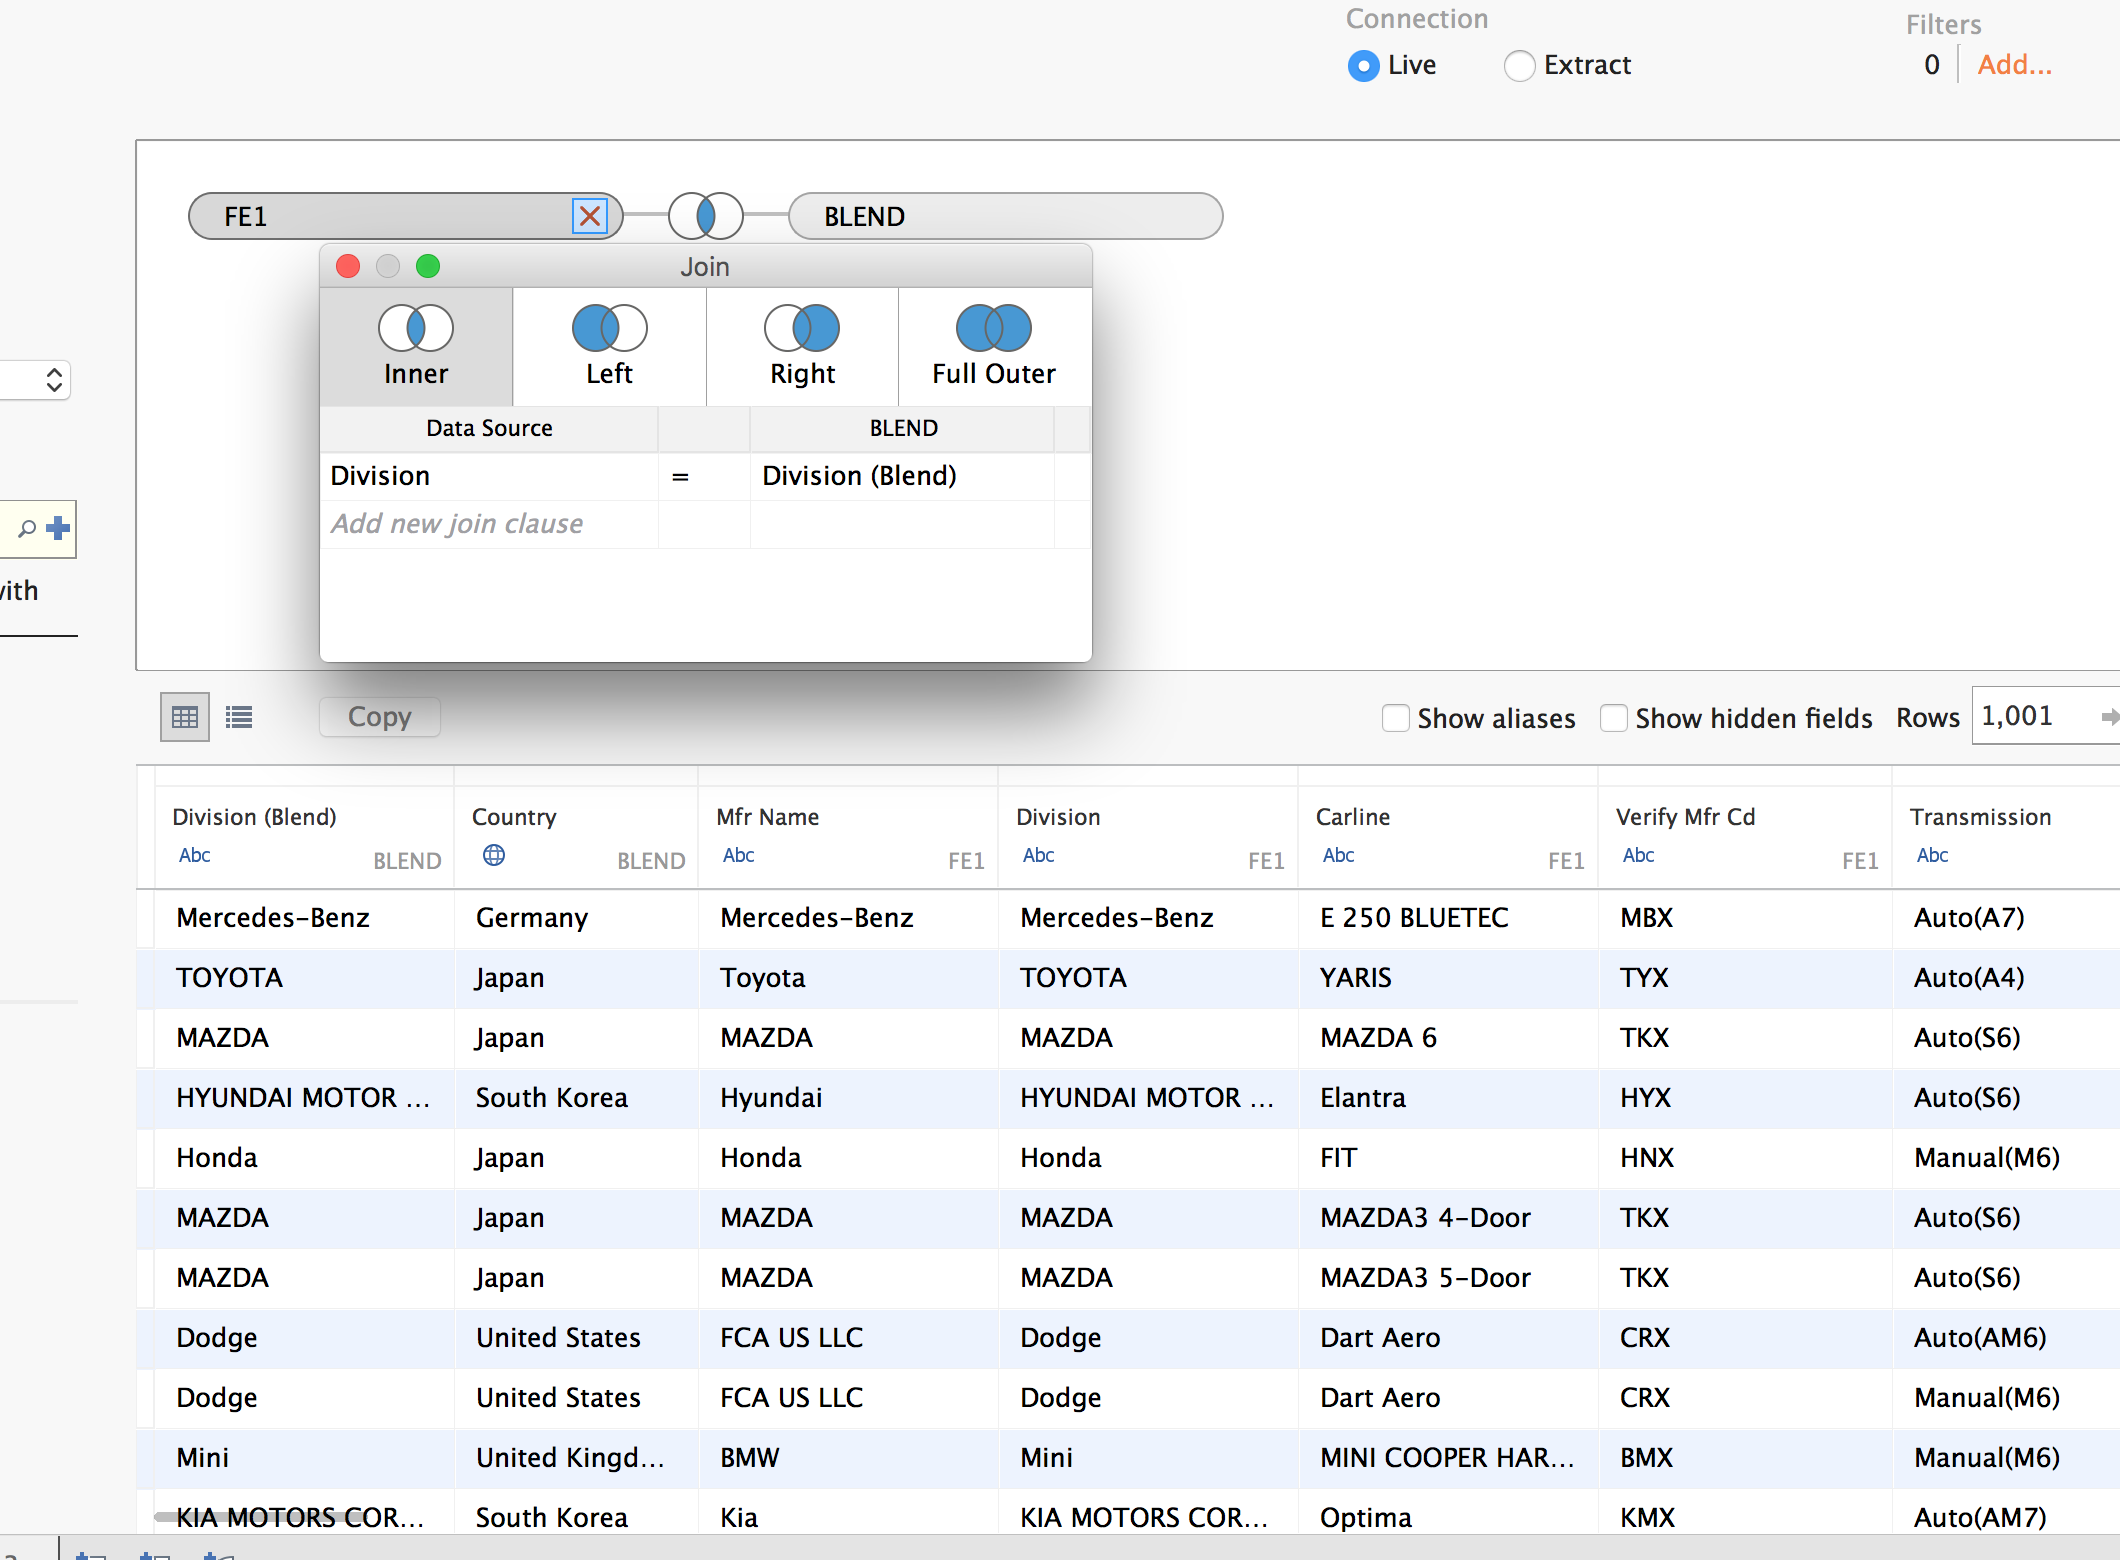 Connection
Filters
Live
Extract
0
Add...
FE1
BLEND
Join
Inner
Left
Right
Full Outer
Data Source
BLEND
Division
=
Division (Blend)
Add new join clause
with
Copy
Show aliases
Show hidden fields
Rows
1,001
Division (Blend)
Country
Mfr Name
Division
Carline
Verify Mfr Cd
Transmission
Abc
BLEND
BLEND
Abc
FE1
Abc
FE1
Abc
FE1
Abc
FE1
Abc
Mercedes-Benz
Germany
Mercedes-Benz
Mercedes-Benz
E 250 BLUETEC
MBX
Auto(A7)
TOYOTA
Japan
Toyota
TOYOTA
YARIS
TYX
Auto(A4)
MAZDA
Japan
MAZDA
MAZDA
MAZDA 6
TKX
Auto(S6)
HYUNDAI MOTOR ...
South Korea
Hyundai
HYUNDAI MOTOR ...
Elantra
HYX
Auto(S6)
Honda
Japan
Honda
Honda
FIT
HNX
Manual(M6)
MAZDA
Japan
MAZDA
MAZDA
MAZDA3 4-Door
TKX
Auto(S6)
MAZDA
Japan
MAZDA
MAZDA
MAZDA3 5-Door
TKX
Auto(S6)
Dodge
United States
FCA US LLC
Dodge
Dart Aero
CRX
Auto(AM6)
Dodge
United States
FCA US LLC
Dodge
Dart Aero
CRX
Manual(M6)
Mini
United Kingd...
BMW
Mini
MINI COOPER HAR...
BMX
Manual(M6)
KIA MOTORS COR...
South Korea
Kia
KIA MOTORS COR...
Optima
KMX
Auto(AM7)